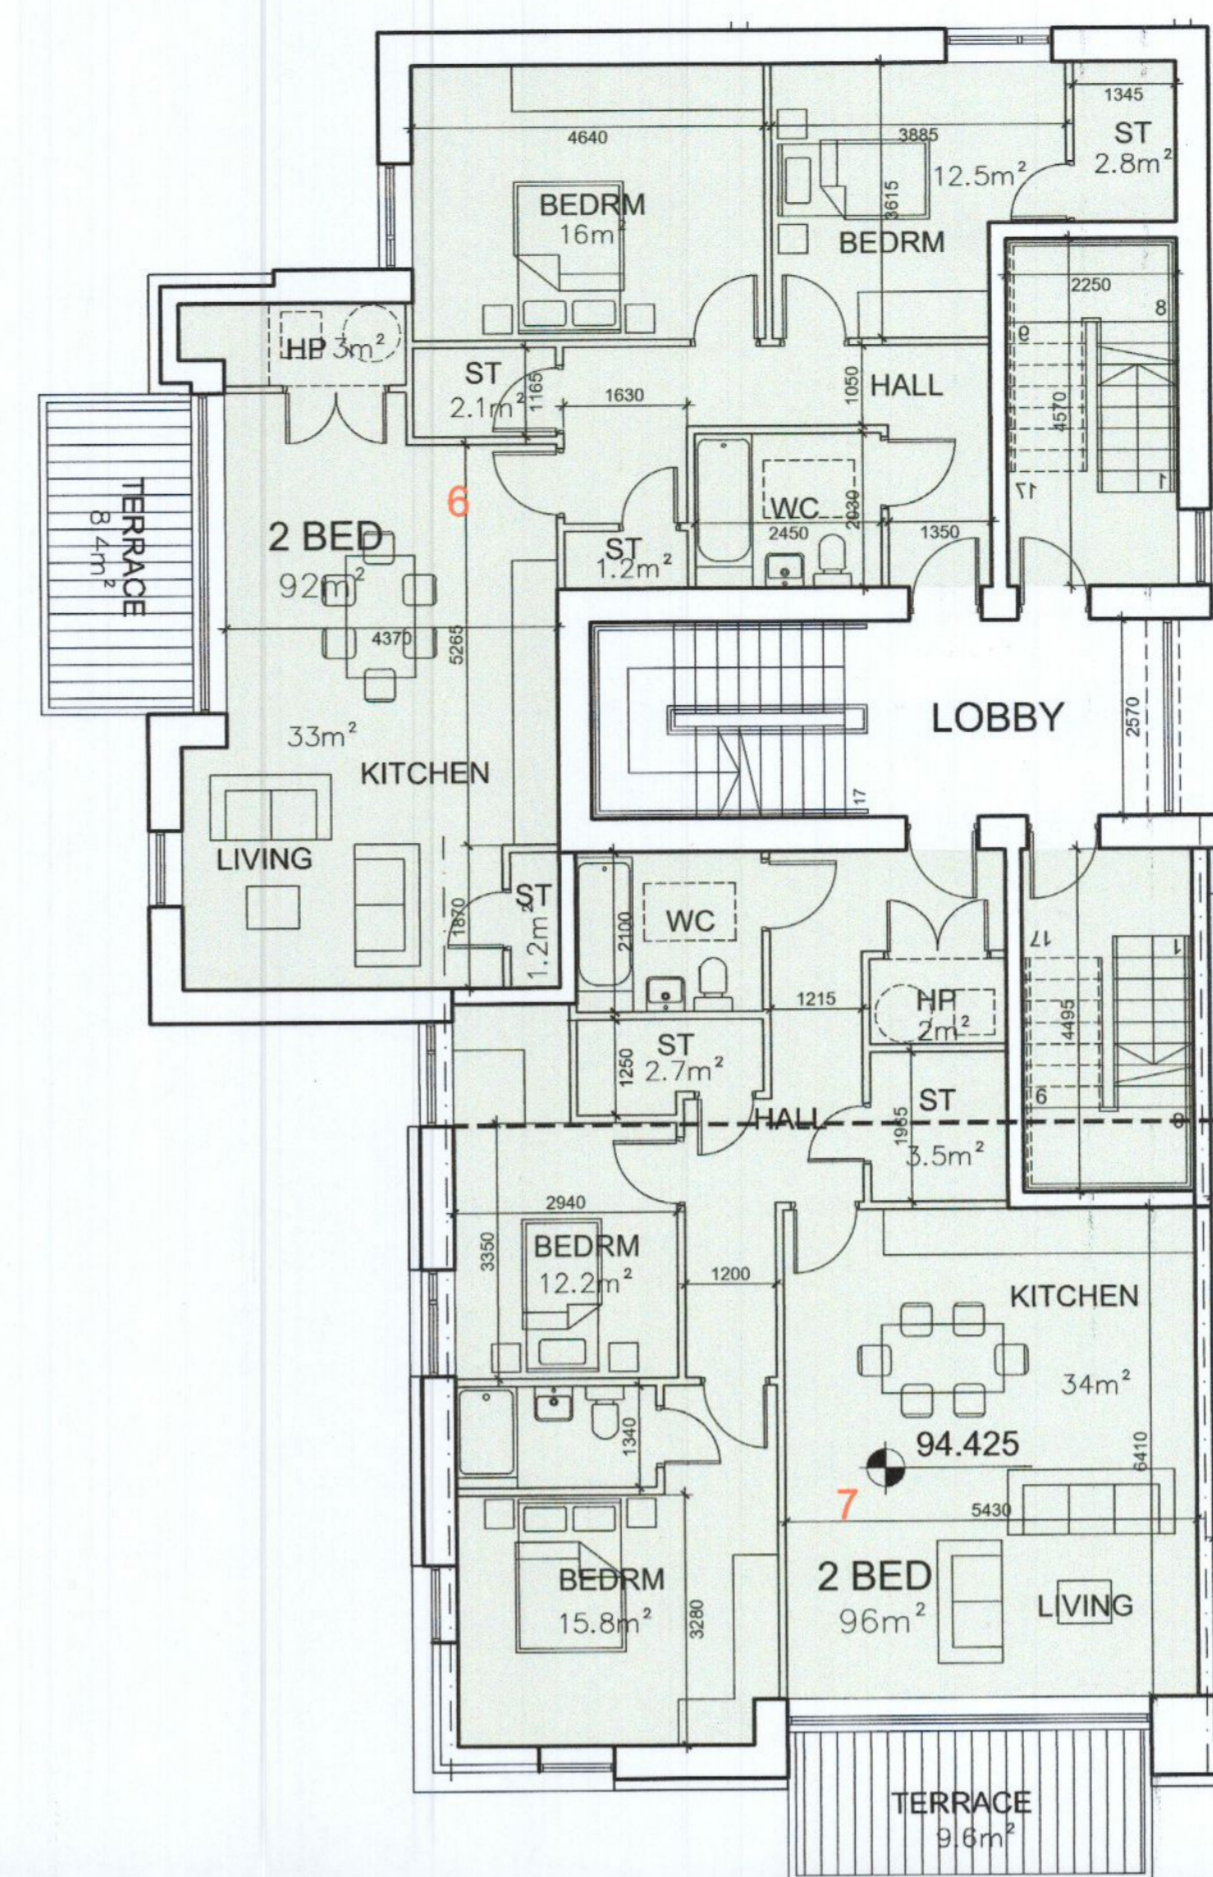 1345
ST
2.8m²
4640
3885
12.5m²
3615
BEDRM
16m²
BEDRM
2250
8
9
HP 3m²
ST
2.1m²
1165
1630
1050
HALL
4570
17
1
6
2 BED
92m²
TERRACE
8.4m²
WC
2450
2030
1350
ST
1.2m²
4370
5265
33m²
KITCHEN
LIVING
LOBBY
2570
17
ST
1.2m²
1870
2100
WC
1215
HP
2m²
17
1
4495
ST
2.7m²
1250
HALL
ST
3.5m²
1965
9
8
2940
3350
BEDRM
12.2m²
1200
KITCHEN
34m²
94.425
6410
1340
7
5430
BEDRM
15.8m²
3280
2 BED
96m²
LIVING
TERRACE
9.6m²